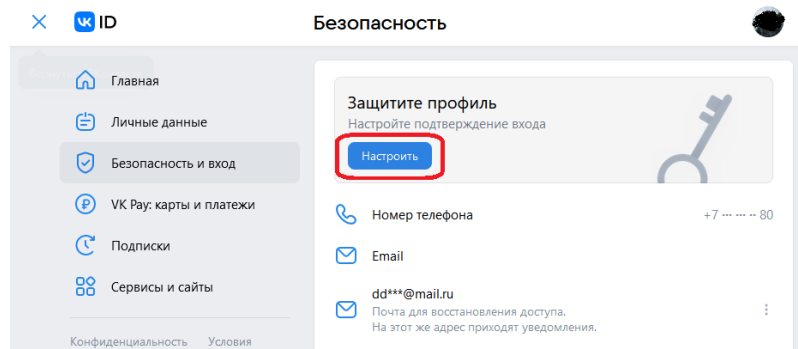 VK ID
Безопасность
Главная
Личные данные
Безопасность и вход
VK Pay: карты и платежи
Подписки
Сервисы и сайты
Конфиденциальность Условия
Защитите профиль
Настройте подтверждение входа
Настроить
Номер телефона +7 ··· ··· ·· 80
Email
dd***@mail.ru
Почта для восстановления доступа.
На этот же адрес приходят уведомления.